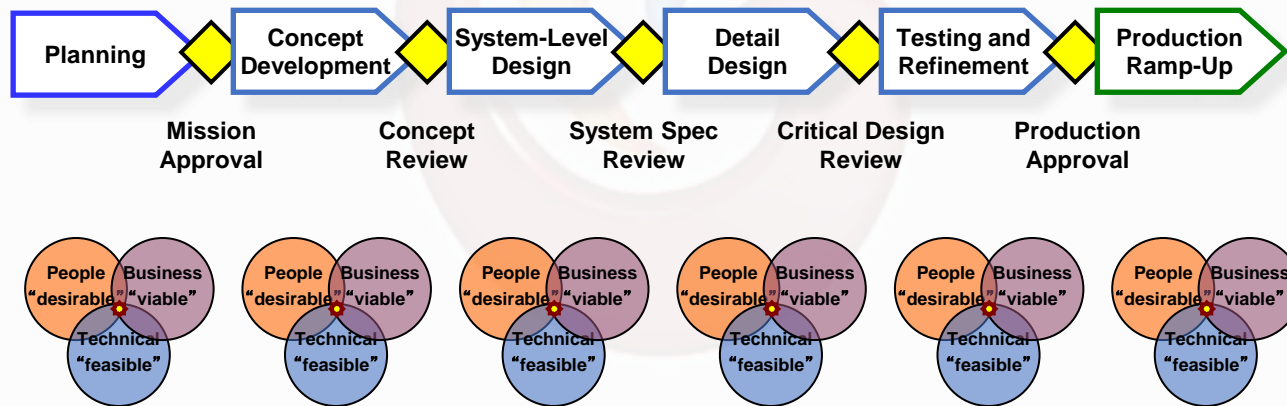 Planning
Concept
Development
System-Level
Design
Detail
Design
Testing and
Refinement
Production
Ramp-Up
Mission
Approval
Concept
Review
System Spec
Review
Critical Design
Review
Production
Approval
People Business
“desirable” “viable”
Technical
“feasible”
People Business
“desirable” “viable”
Technical
“feasible”
People Business
“desirable” “viable”
Technical
“feasible”
People Business
“desirable” “viable”
Technical
“feasible”
People Business
“desirable” “viable”
Technical
“feasible”
People Business
“desirable” “viable”
Technical
“feasible”